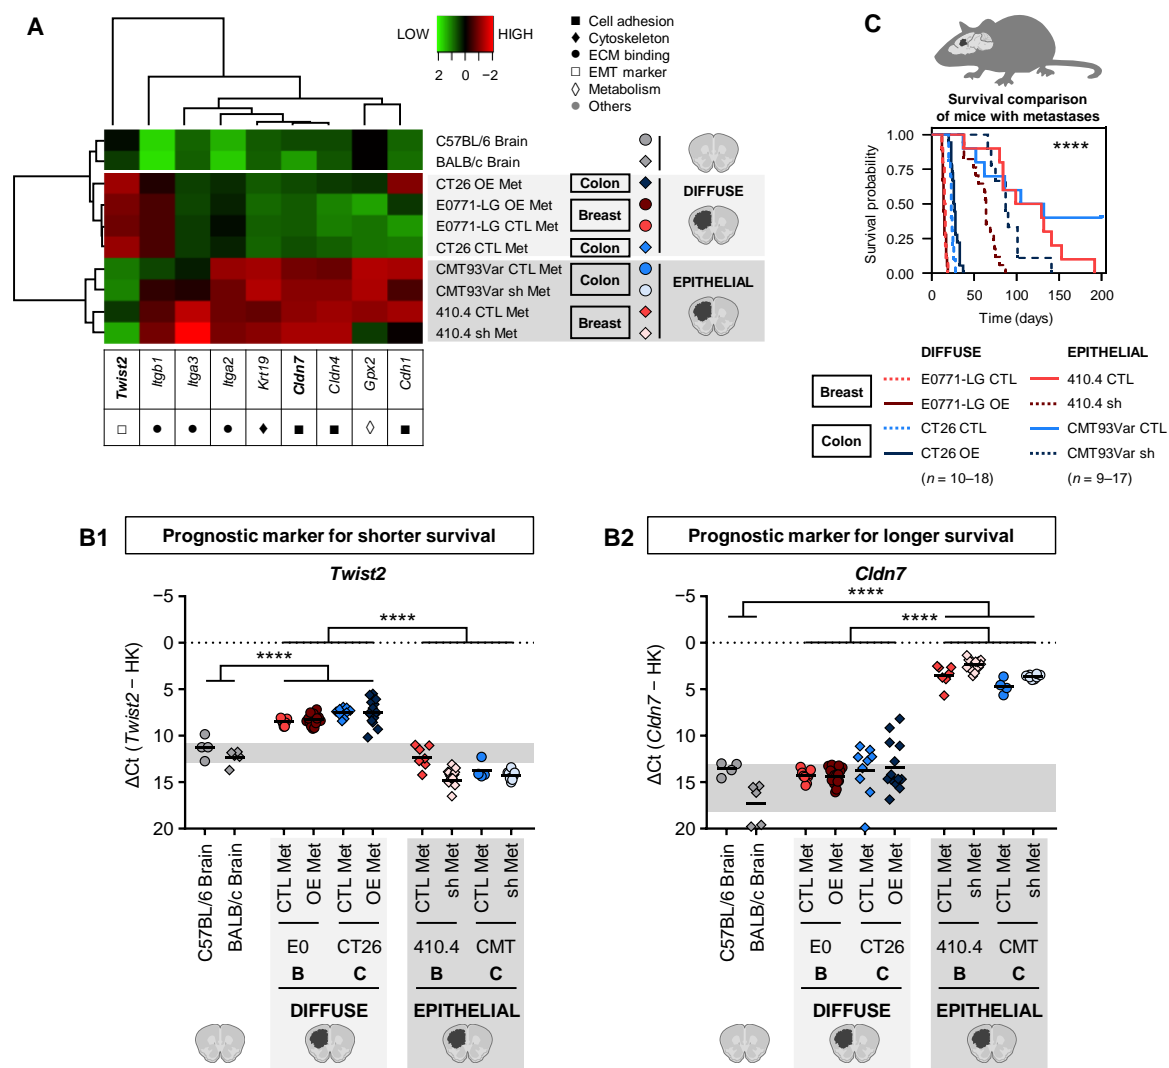 A
LOW
HIGH
2 0 −2
■ Cell adhesion
♦ Cytoskeleton
● ECM binding
□ EMT marker
◊ Metabolism
● Others
C57BL/6 Brain
BALB/c Brain
CT26 OE Met
Colon
E0771-LG OE Met
Breast
E0771-LG CTL Met
CT26 CTL Met
Colon
DIFFUSE
CMT93Var CTL Met
Colon
CMT93Var sh Met
410.4 CTL Met
Breast
410.4 sh Met
EPITHELIAL
Twist2 Itgb1 Itga3 Itga2 Krt19 Cldn7 Cldn4 Gpx2 Cdh1
C
Survival comparison
of mice with metastases
****
Survival probability
1.00
0.75
0.50
0.25
0.00
0 50 100 150 200
Time (days)
DIFFUSE EPITHELIAL
Breast
E0771-LG CTL 410.4 CTL
E0771-LG OE 410.4 sh
Colon
CT26 CTL CMT93Var CTL
CT26 OE CMT93Var sh
(n = 10–18) (n = 9–17)
B1
Prognostic marker for shorter survival
Twist2
ΔCt (Twist2 − HK)
−5
0
5
10
15
20
****
****
C57BL/6 Brain
BALB/c Brain
CTL Met
OE Met
CTL Met
OE Met
CTL Met
sh Met
CTL Met
sh Met
E0 CT26 410.4 CMT
B C B C
DIFFUSE EPITHELIAL
B2
Prognostic marker for longer survival
Cldn7
ΔCt (Cldn7 − HK)
−5
0
5
10
15
20
****
****
C57BL/6 Brain
BALB/c Brain
CTL Met
OE Met
CTL Met
OE Met
CTL Met
sh Met
CTL Met
sh Met
E0 CT26 410.4 CMT
B C B C
DIFFUSE EPITHELIAL